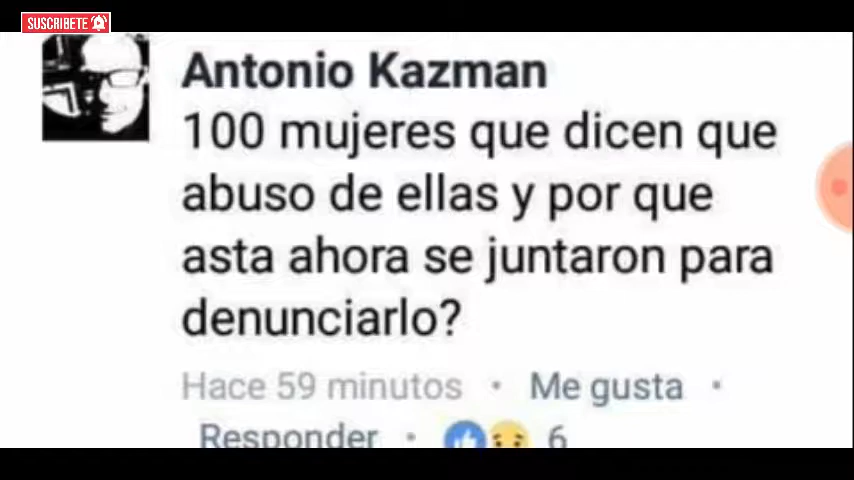 SUSCRIBETE
Antonio Kazman
100 mujeres que dicen que
abuso de ellas y por que
asta ahora se juntaron para
denunciarlo?
Hace 59 minutos • Me gusta •
Responder • 6